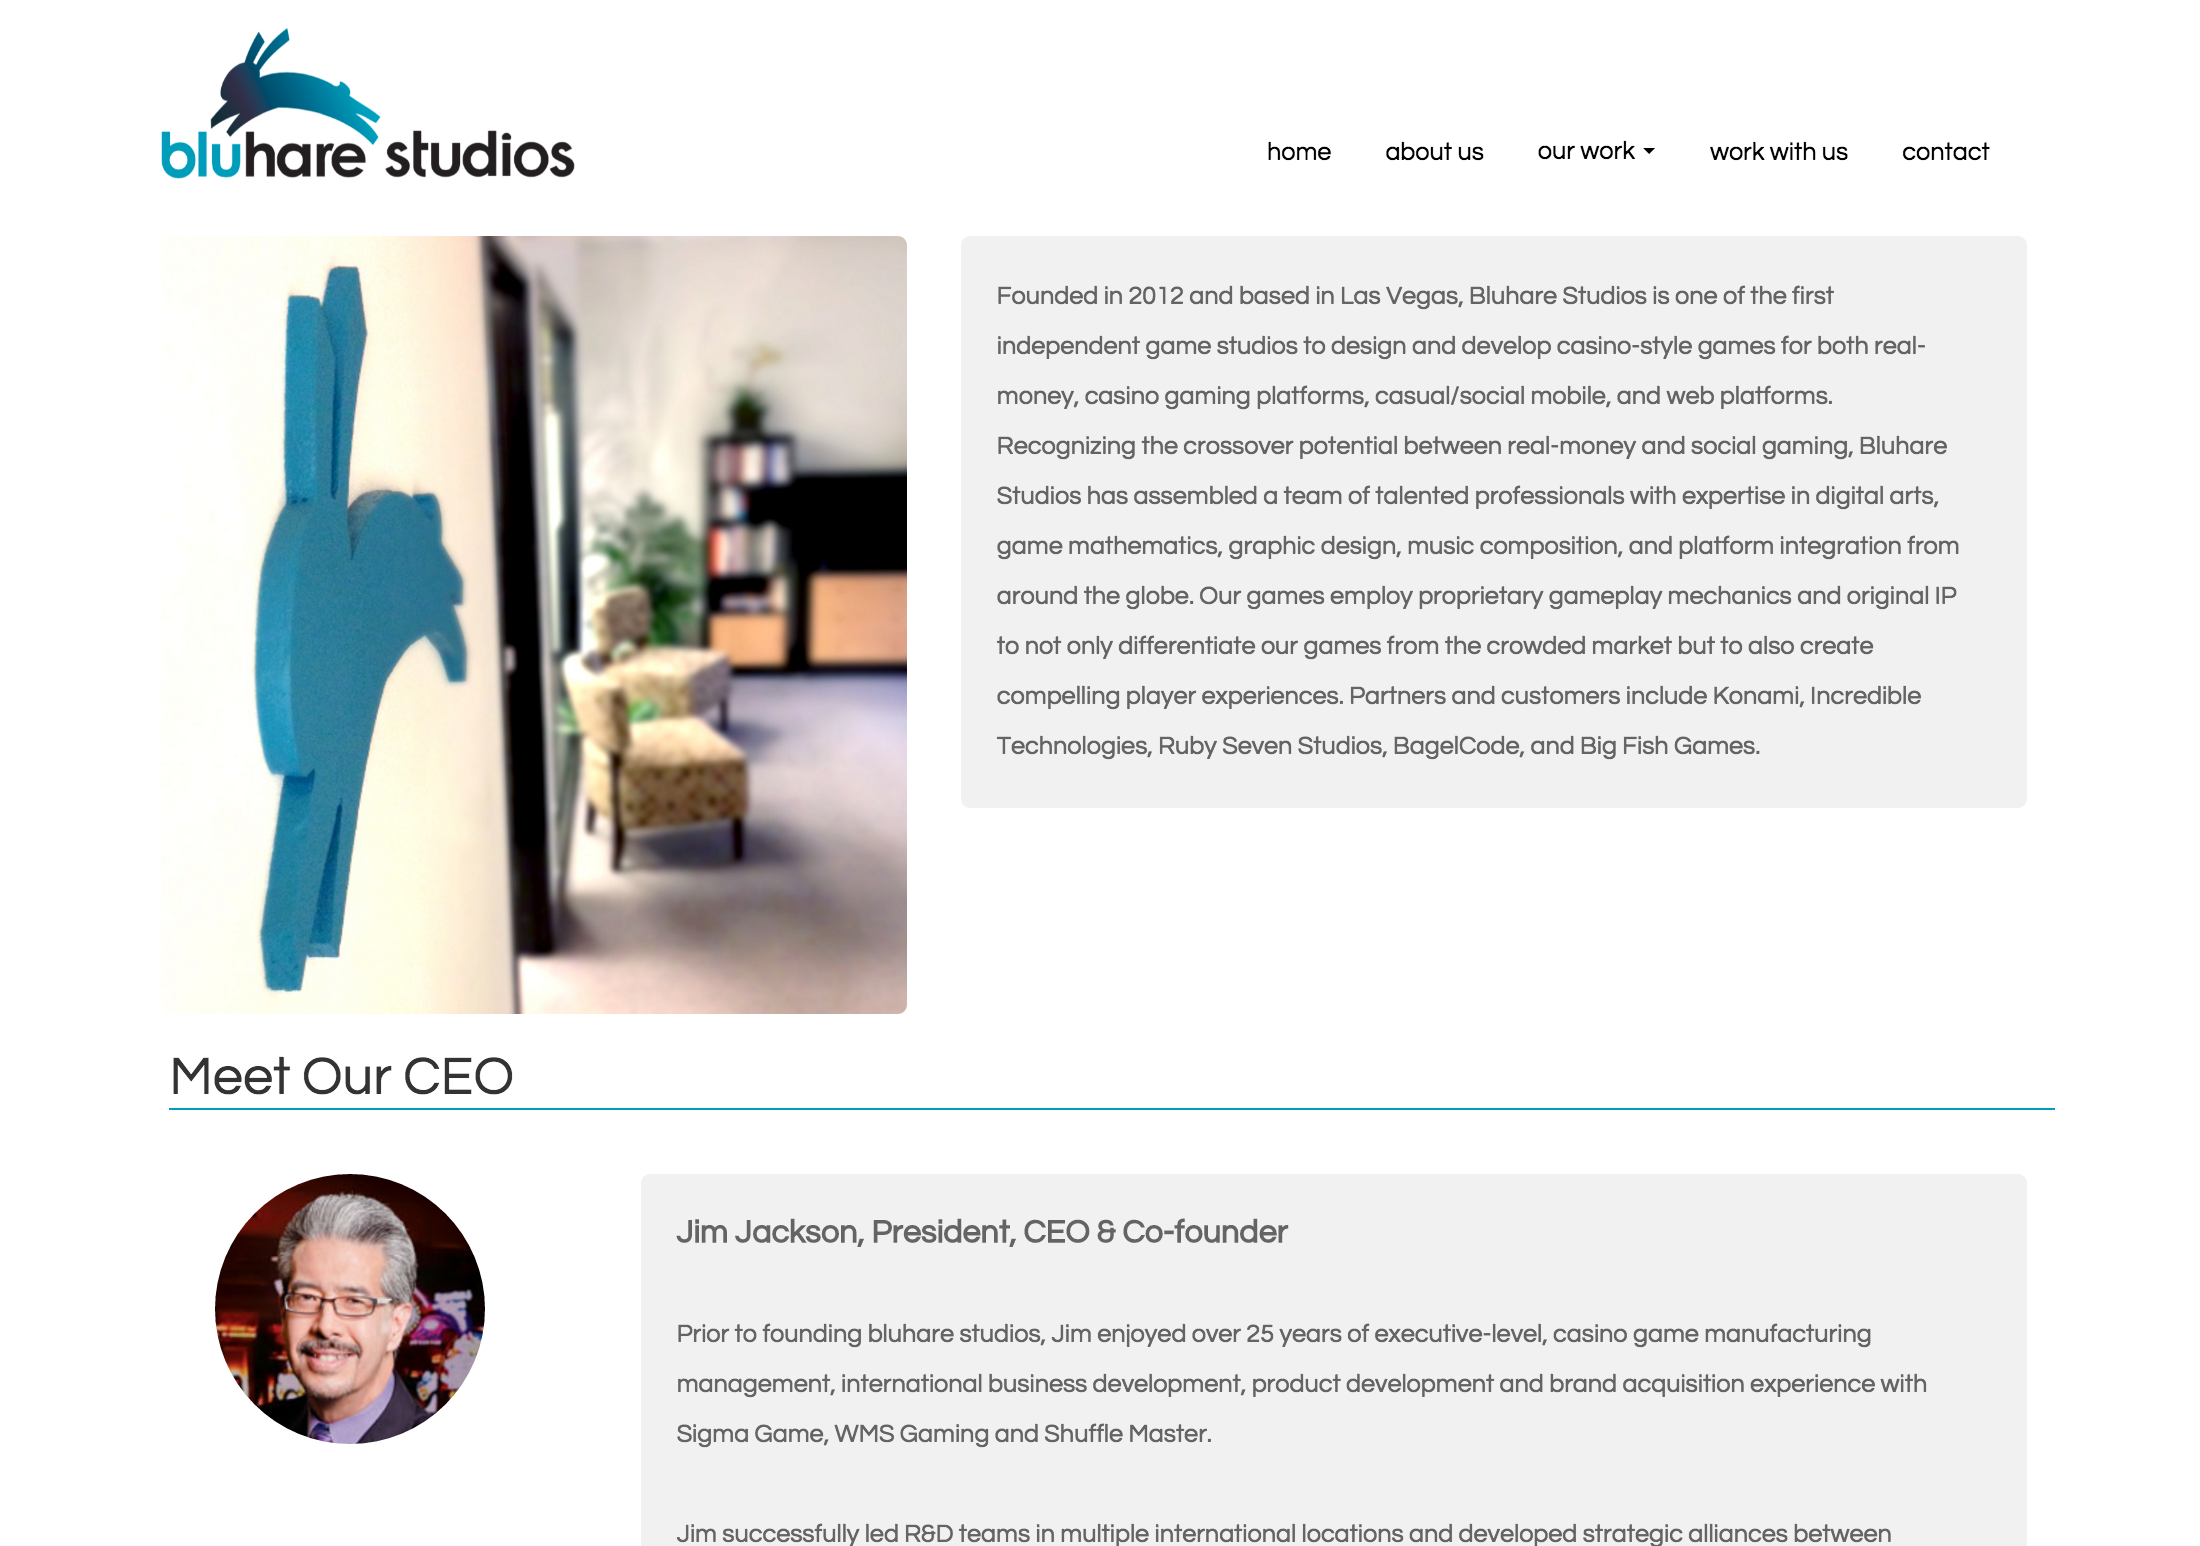 bluhare studios
home about us our work work with us contact
Founded in 2012 and based in Las Vegas, Bluhare Studios is one of the first
independent game studios to design and develop casino-style games for both real-
money, casino gaming platforms, casual/social mobile, and web platforms.
Recognizing the crossover potential between real-money and social gaming, Bluhare
Studios has assembled a team of talented professionals with expertise in digital arts,
game mathematics, graphic design, music composition, and platform integration from
around the globe. Our games employ proprietary gameplay mechanics and original IP
to not only differentiate our games from the crowded market but to also create
compelling player experiences. Partners and customers include Konami, Incredible
Technologies, Ruby Seven Studios, BagelCode, and Big Fish Games.
Meet Our CEO
Jim Jackson, President, CEO & Co-founder
Prior to founding bluhare studios, Jim enjoyed over 25 years of executive-level, casino game manufacturing
management, international business development, product development and brand acquisition experience with
Sigma Game, WMS Gaming and Shuffle Master.
Jim successfully led R&D teams in multiple international locations and developed strategic alliances between